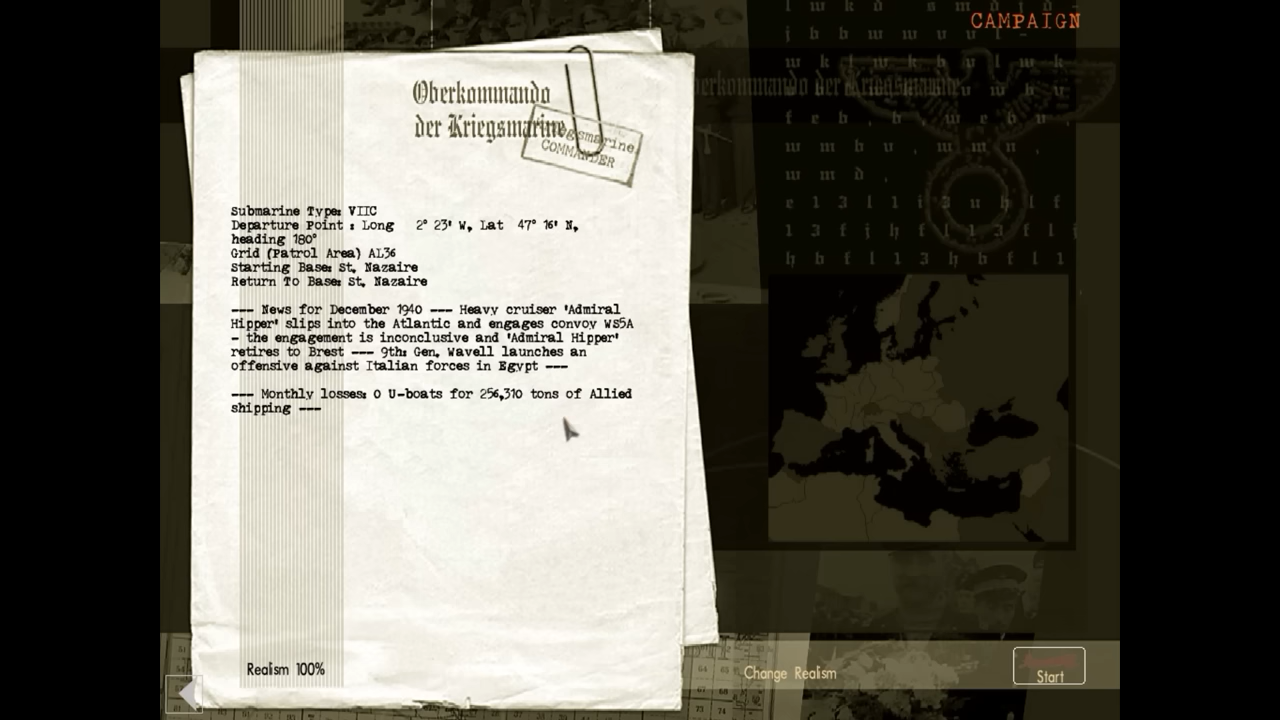 CAMPAIGN
Oberkommando
der Kriegsmarine
Kriegsmarine
COMMANDER
Submarine Type: VIIC
Departure Point : Long 2° 23' W, Lat 47° 16' N,
heading 180°
Grid (Patrol Area) AL36
Starting Base: St. Nazaire
Return To Base: St. Nazaire
--- News for December 1940 --- Heavy cruiser 'Admiral
Hipper' slips into the Atlantic and engages convoy WS5A
- the engagement is inconclusive and 'Admiral Hipper'
retires to Brest --- 9th: Gen. Wavell launches an
offensive against Italian forces in Egypt ---
--- Monthly losses: 0 U-boats for 256,310 tons of Allied
shipping ---
Realism 100%
Change Realism
Start